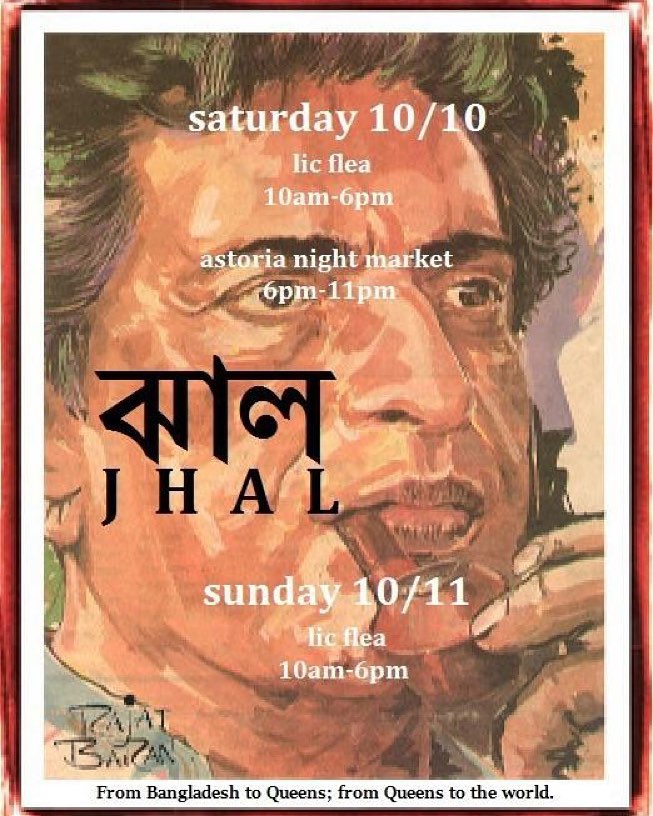 saturday 10/10
lic flea
10am-6pm
astoria night market
6pm-11pm
ঝাল
JHAL
sunday 10/11
lic flea
10am-6pm
RAJAT
From Bangladesh to Queens; from Queens to the world.